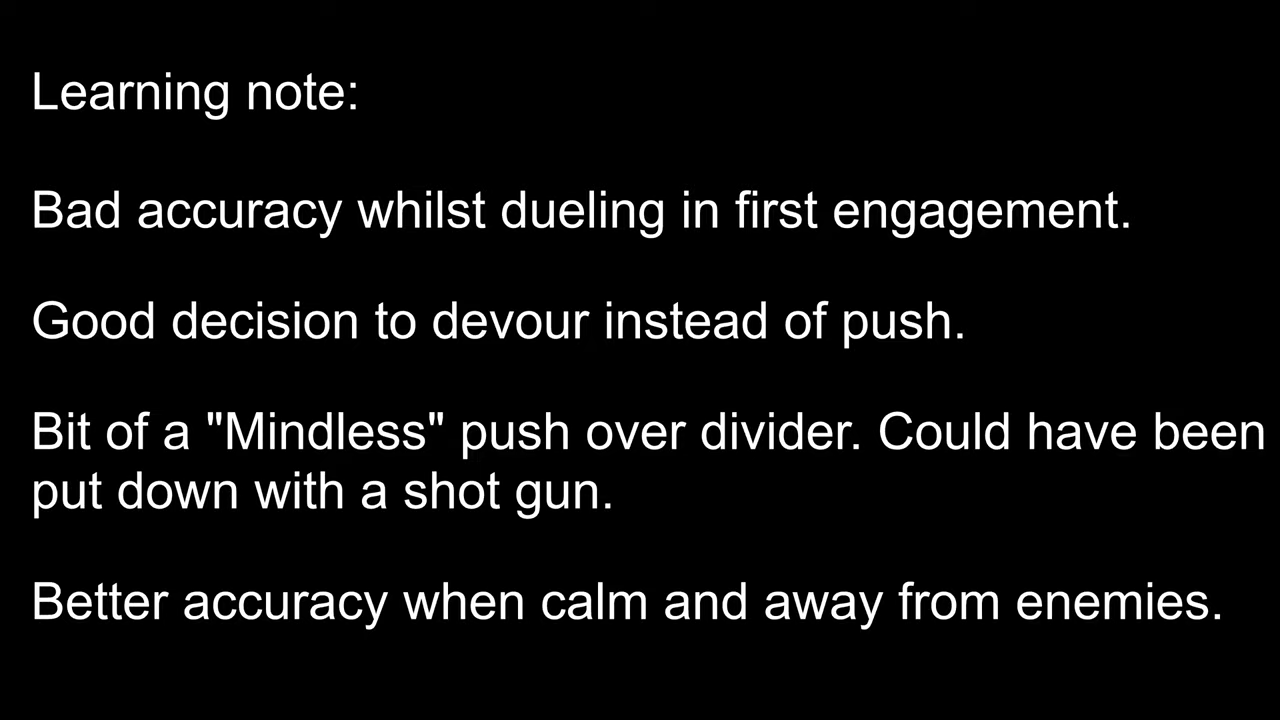 Learning note:
Bad accuracy whilst dueling in first engagement.
Good decision to devour instead of push.
Bit of a "Mindless" push over divider. Could have been
put down with a shot gun.
Better accuracy when calm and away from enemies.